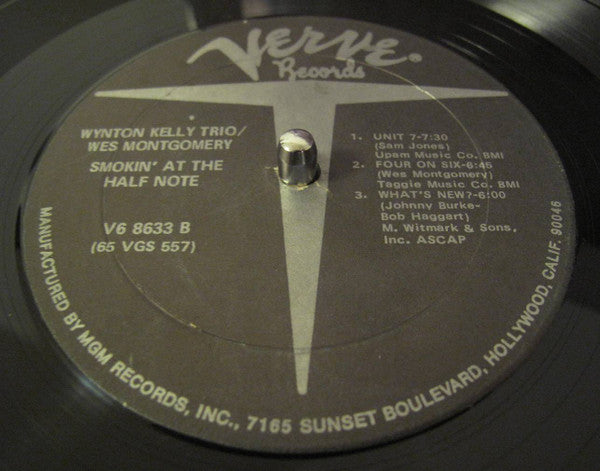 Verve®
Records
WYNTON KELLY TRIO/
WES MONTGOMERY
SMOKIN' AT THE
HALF NOTE
V6 8633 B
(65 VGS 557)
1. UNIT 7-7:30
(Sam Jones)
Upam Music Co. BMI
2. FOUR ON SIX-6:45
(Wes Montgomery)
Taggie Music Co. BMI
3. WHAT'S NEW?-6:00
(Johnny Burke-
Bob Haggart)
M. Witmark & Sons,
Inc. ASCAP
MANUFACTURED BY MGM RECORDS, INC., 7165 SUNSET BOULEVARD, HOLLYWOOD, CALIF. 90046